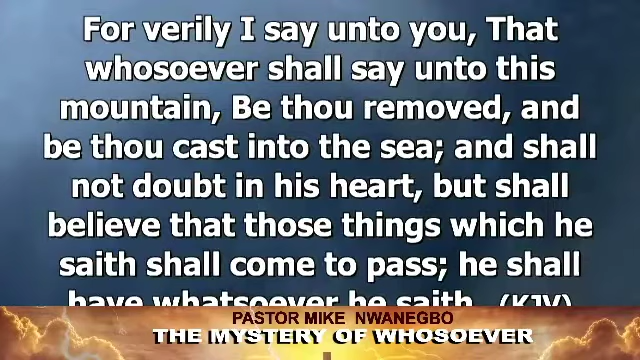 For verily I say unto you, That
whosoever shall say unto this
mountain, Be thou removed, and
be thou cast into the sea; and shall
not doubt in his heart, but shall
believe that those things which he
saith shall come to pass; he shall
have whatsoever he saith. (KJV)
PASTOR MIKE NWANEGBO
THE MYSTERY OF WHOSOEVER